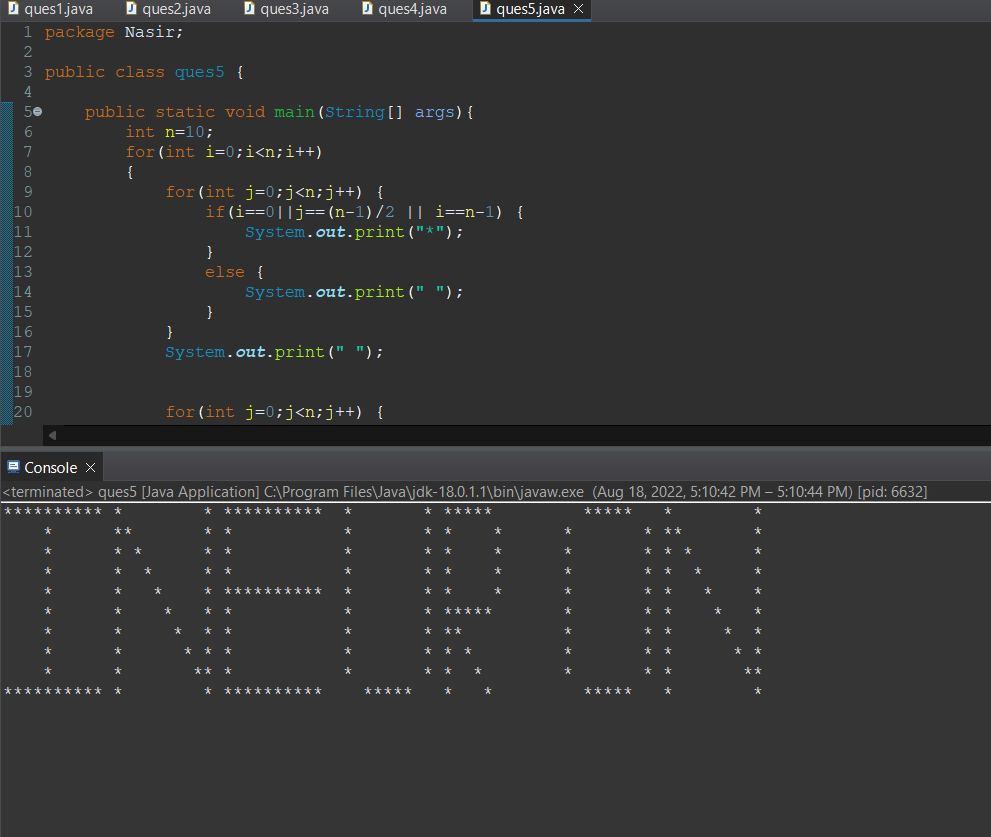 ques1.java ques2.java ques3.java ques4.java ques5.java
1 package Nasir;
2
3 public class ques5 {
4
5     public static void main(String[] args){
6         int n=10;
7         for(int i=0;i<n;i++)
8         {
9             for(int j=0;j<n;j++) {
10                 if(i==0||j==(n-1)/2 || i==n-1) {
11                     System.out.print("*");
12                 }
13                 else {
14                     System.out.print(" ");
15                 }
16             }
17             System.out.print(" ");
18
19
20             for(int j=0;j<n;j++) {
Console
<terminated> ques5 [Java Application] C:\Program Files\Java\jdk-18.0.1.1\bin\javaw.exe (Aug 18, 2022, 5:10:42 PM – 5:10:44 PM) [pid: 6632]
********** *        * **********  *       * *****         *****   *        *
    *      **       * *           *       * *    *      *       * **       *
    *      * *      * *           *       * *    *      *       * * *      *
    *      *  *     * *           *       * *    *      *       * *  *     *
    *      *   *    * **********  *       * *    *      *       * *   *    *
    *      *    *   * *           *       * *****       *       * *    *   *
    *      *     *  * *           *       * **          *       * *     *  *
    *      *      * * *           *       * * *         *       * *      * *
    *      *       ** *           *       * *  *        *       * *       **
********** *        * **********    *****   *   *         *****   *        *